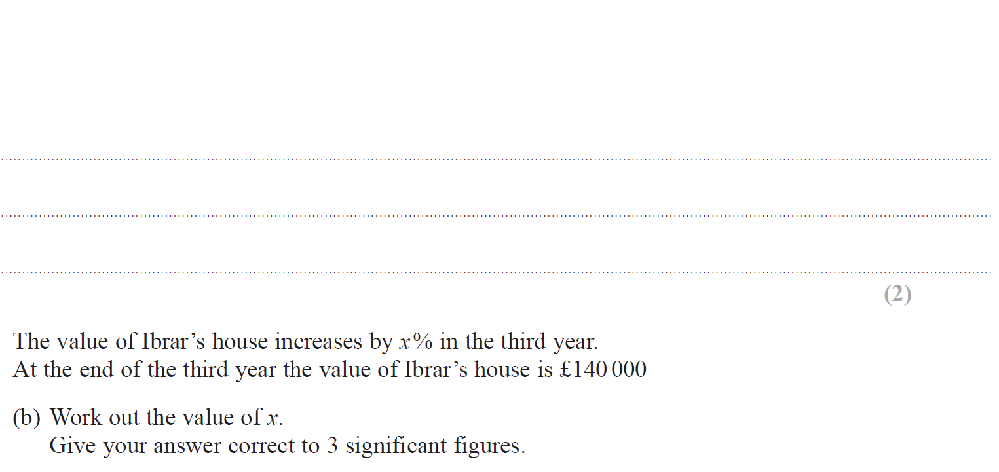 (2)
The value of Ibrar’s house increases by x% in the third year.
At the end of the third year the value of Ibrar’s house is £140 000
(b) Work out the value of x.
Give your answer correct to 3 significant figures.